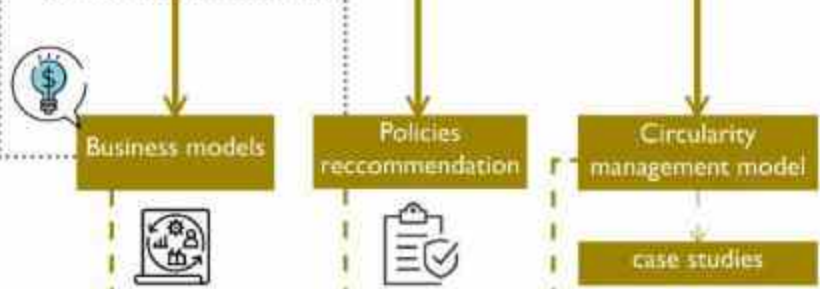 Business models
Policies
reccommendation
Circularity
management model
case studies